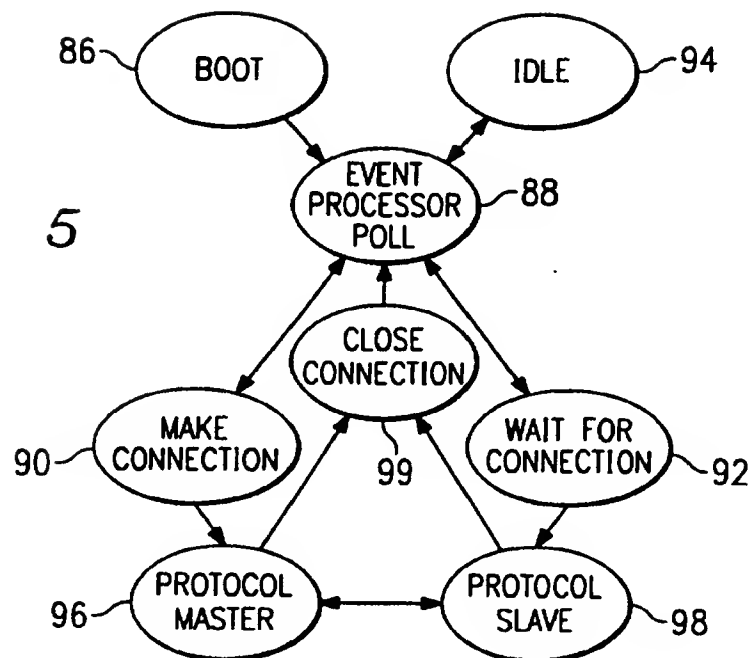 86
BOOT
IDLE
94
EVENT
PROCESSOR
POLL
88
5
CLOSE
CONNECTION
99
90
MAKE
CONNECTION
WAIT FOR
CONNECTION
92
96
PROTOCOL
MASTER
PROTOCOL
SLAVE
98